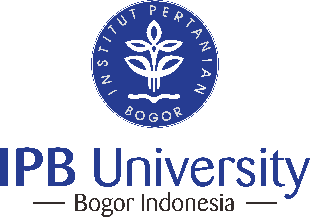 INSTITUT PERTANIAN
BOGOR
IPB University
Bogor Indonesia